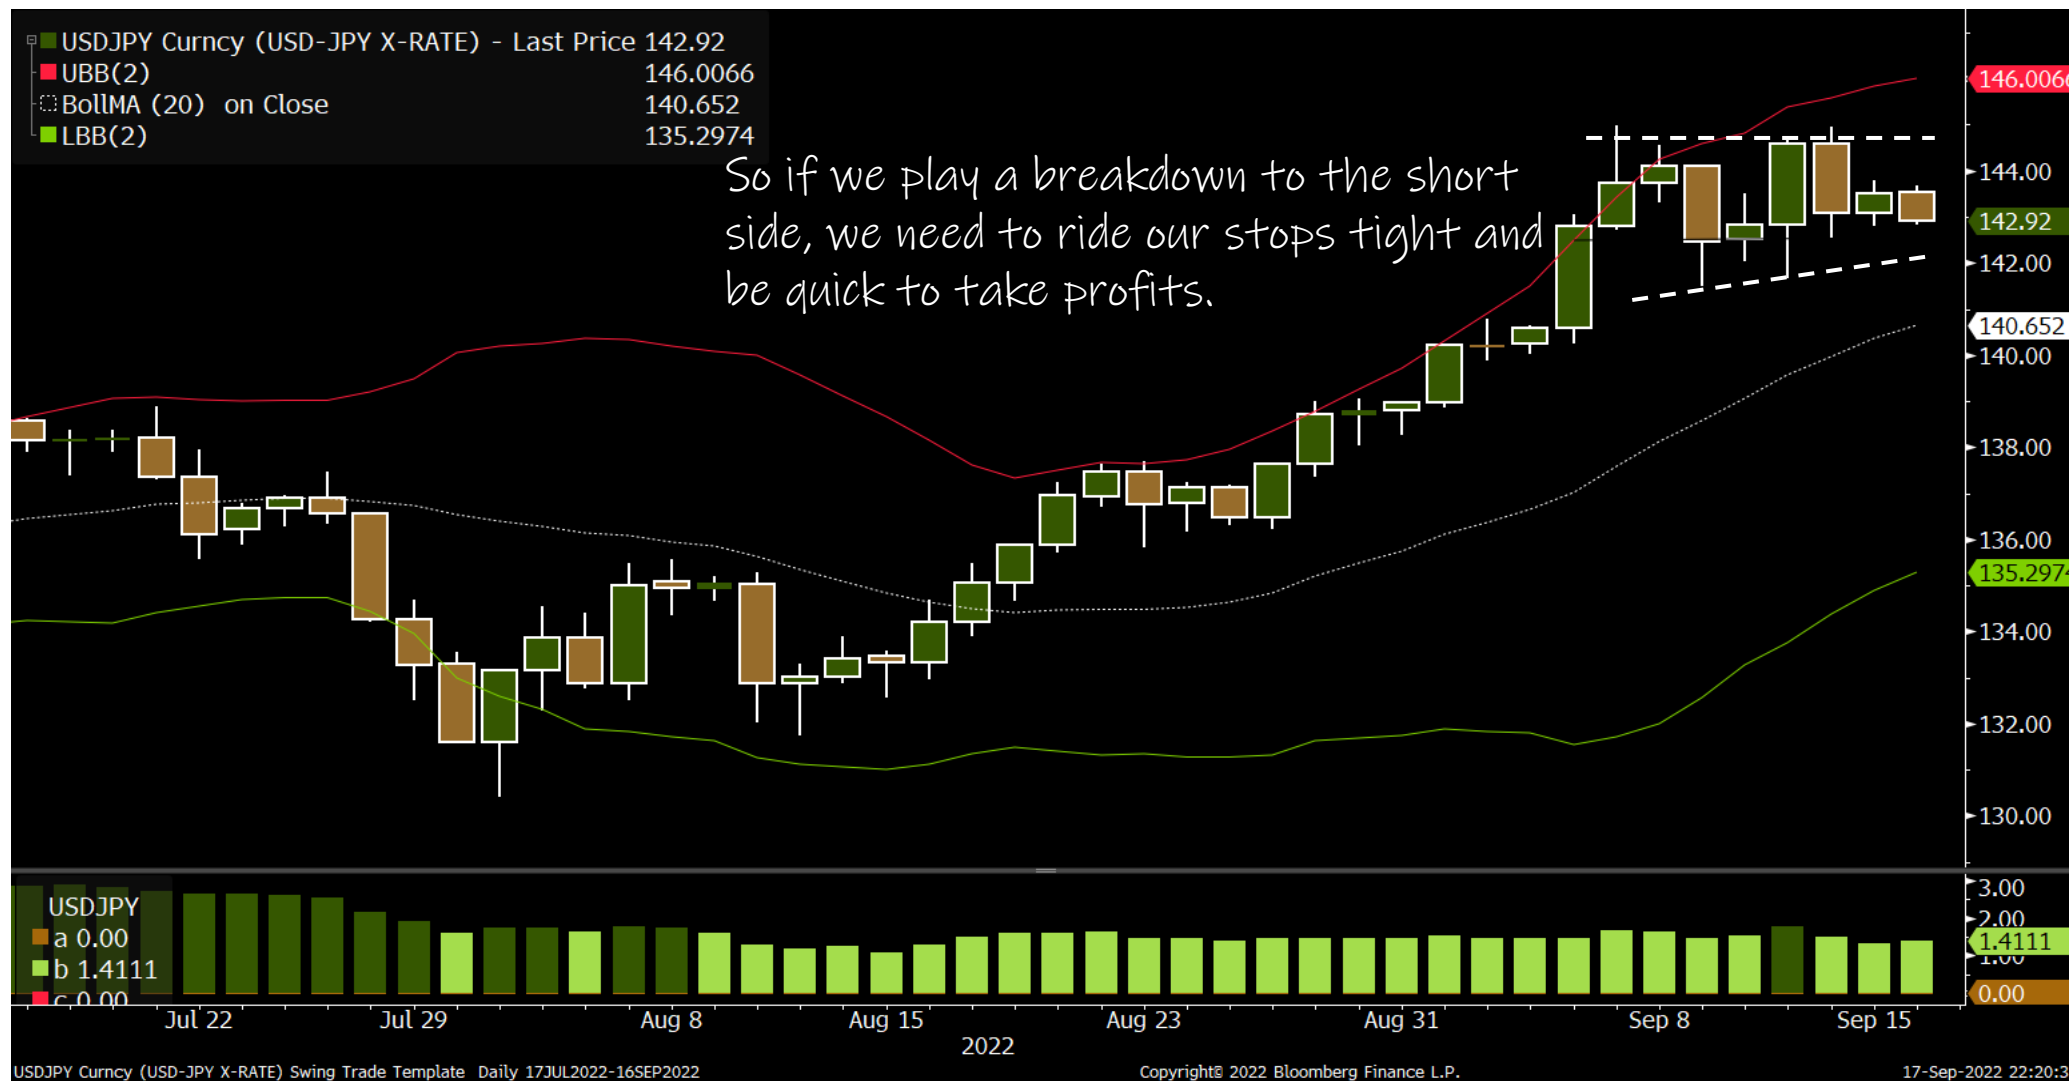 USDJPY Curncy (USD-JPY X-RATE) - Last Price 142.92
UBB(2) 146.0066
BollMA (20) on Close 140.652
LBB(2) 135.2974
So if we play a breakdown to the short
side, we need to ride our stops tight and
be quick to take profits.
146.0066
144.00
142.92
142.00
140.652
140.00
138.00
136.00
135.2974
134.00
132.00
130.00
USDJPY
a 0.00
b 1.4111
c 0.00
3.00
2.00
1.4111
1.00
0.00
Jul 22 Jul 29 Aug 8 Aug 15 Aug 23 Aug 31 Sep 8 Sep 15
2022
USDJPY Curncy (USD-JPY X-RATE) Swing Trade Template Daily 17JUL2022-16SEP2022 Copyright© 2022 Bloomberg Finance L.P. 17-Sep-2022 22:20:3